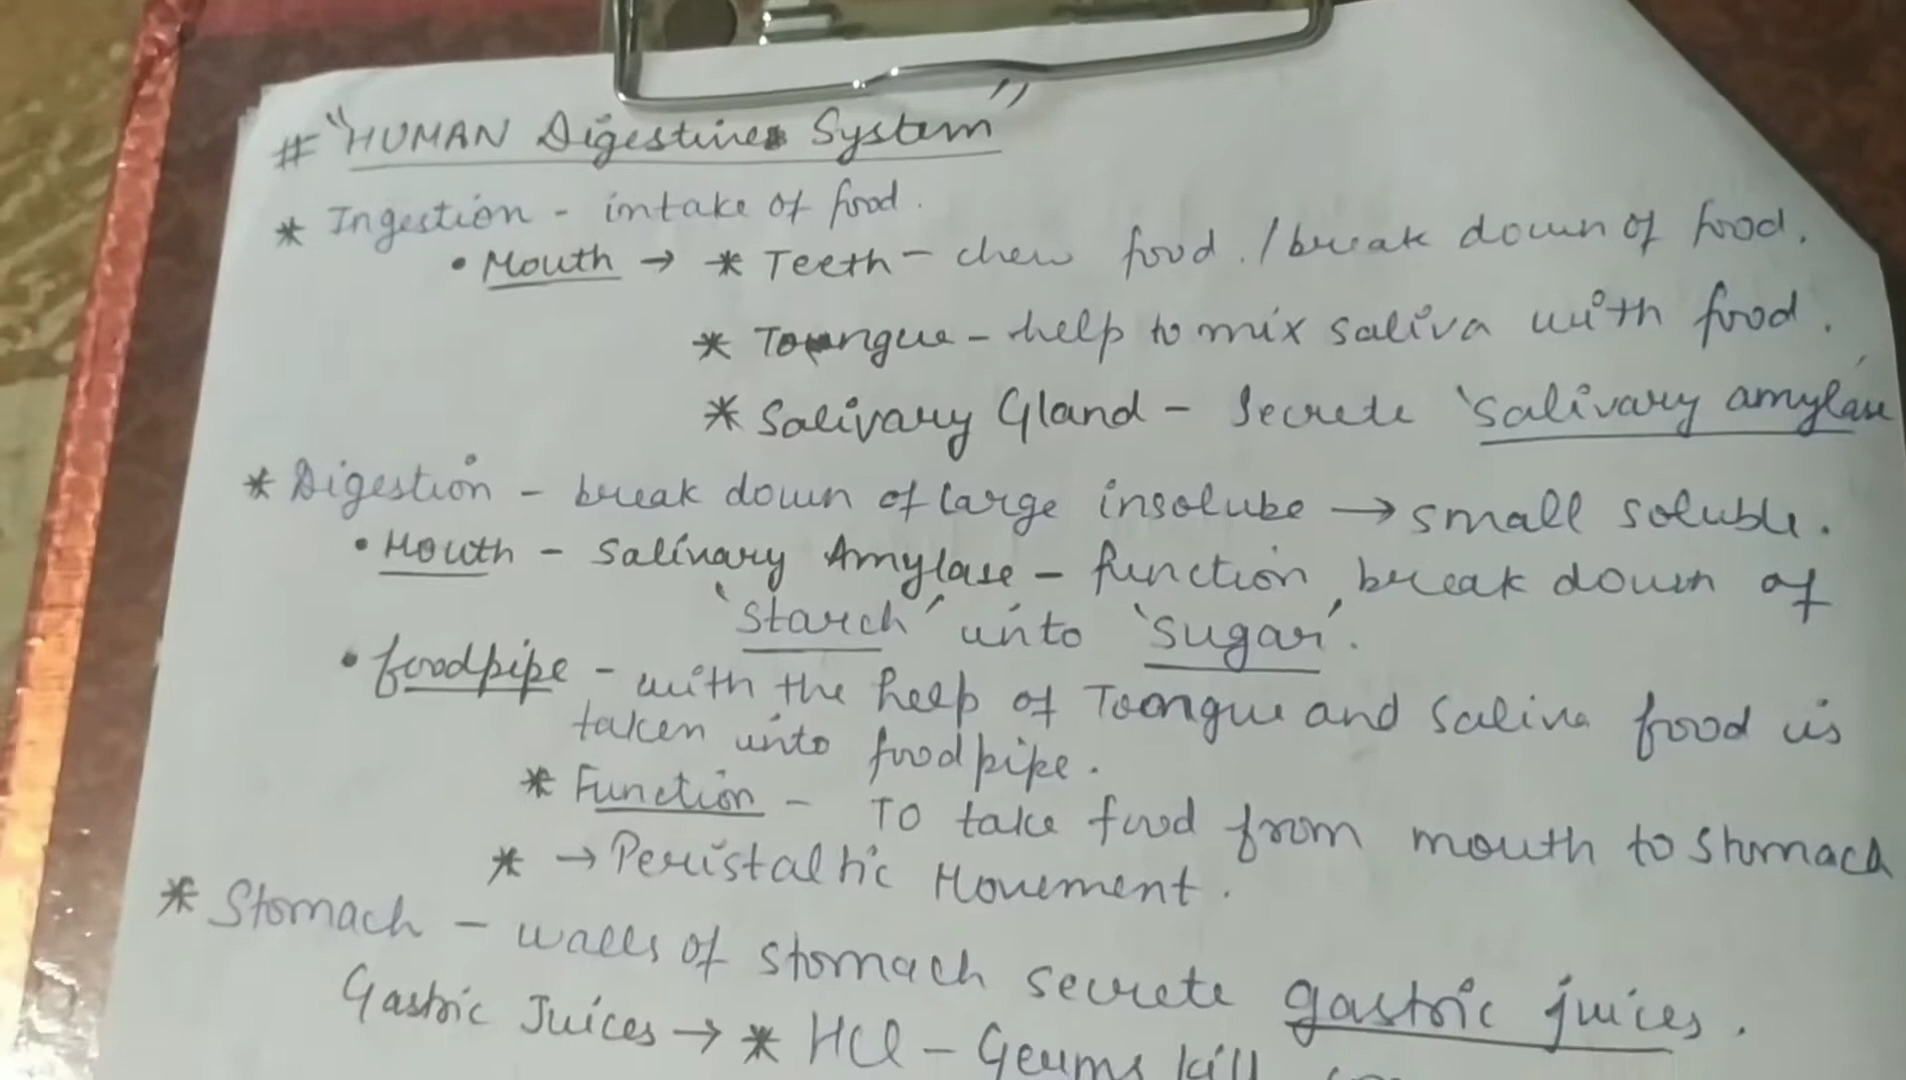 # "HUMAN Digestive System"
* Ingestion - intake of food.
• Mouth → * Teeth - chew food. / break down of food.
* Toungue - help to mix saliva with food.
* Salivary Gland - Secrete 'salivary amylase'
* Digestion - break down of large insolube → small soluble.
• Mouth - Salivary Amylase - function, break down of
'Starch' into 'sugar'.
• foodpipe - with the help of Toongue and Saliva food is
taken into foodpipe.
* Function - To take food from mouth to stomach
* → Peristaltic Movement.
* Stomach - walls of stomach secrete gastric juices.
Gastric Juices → * HCl - Germs kill